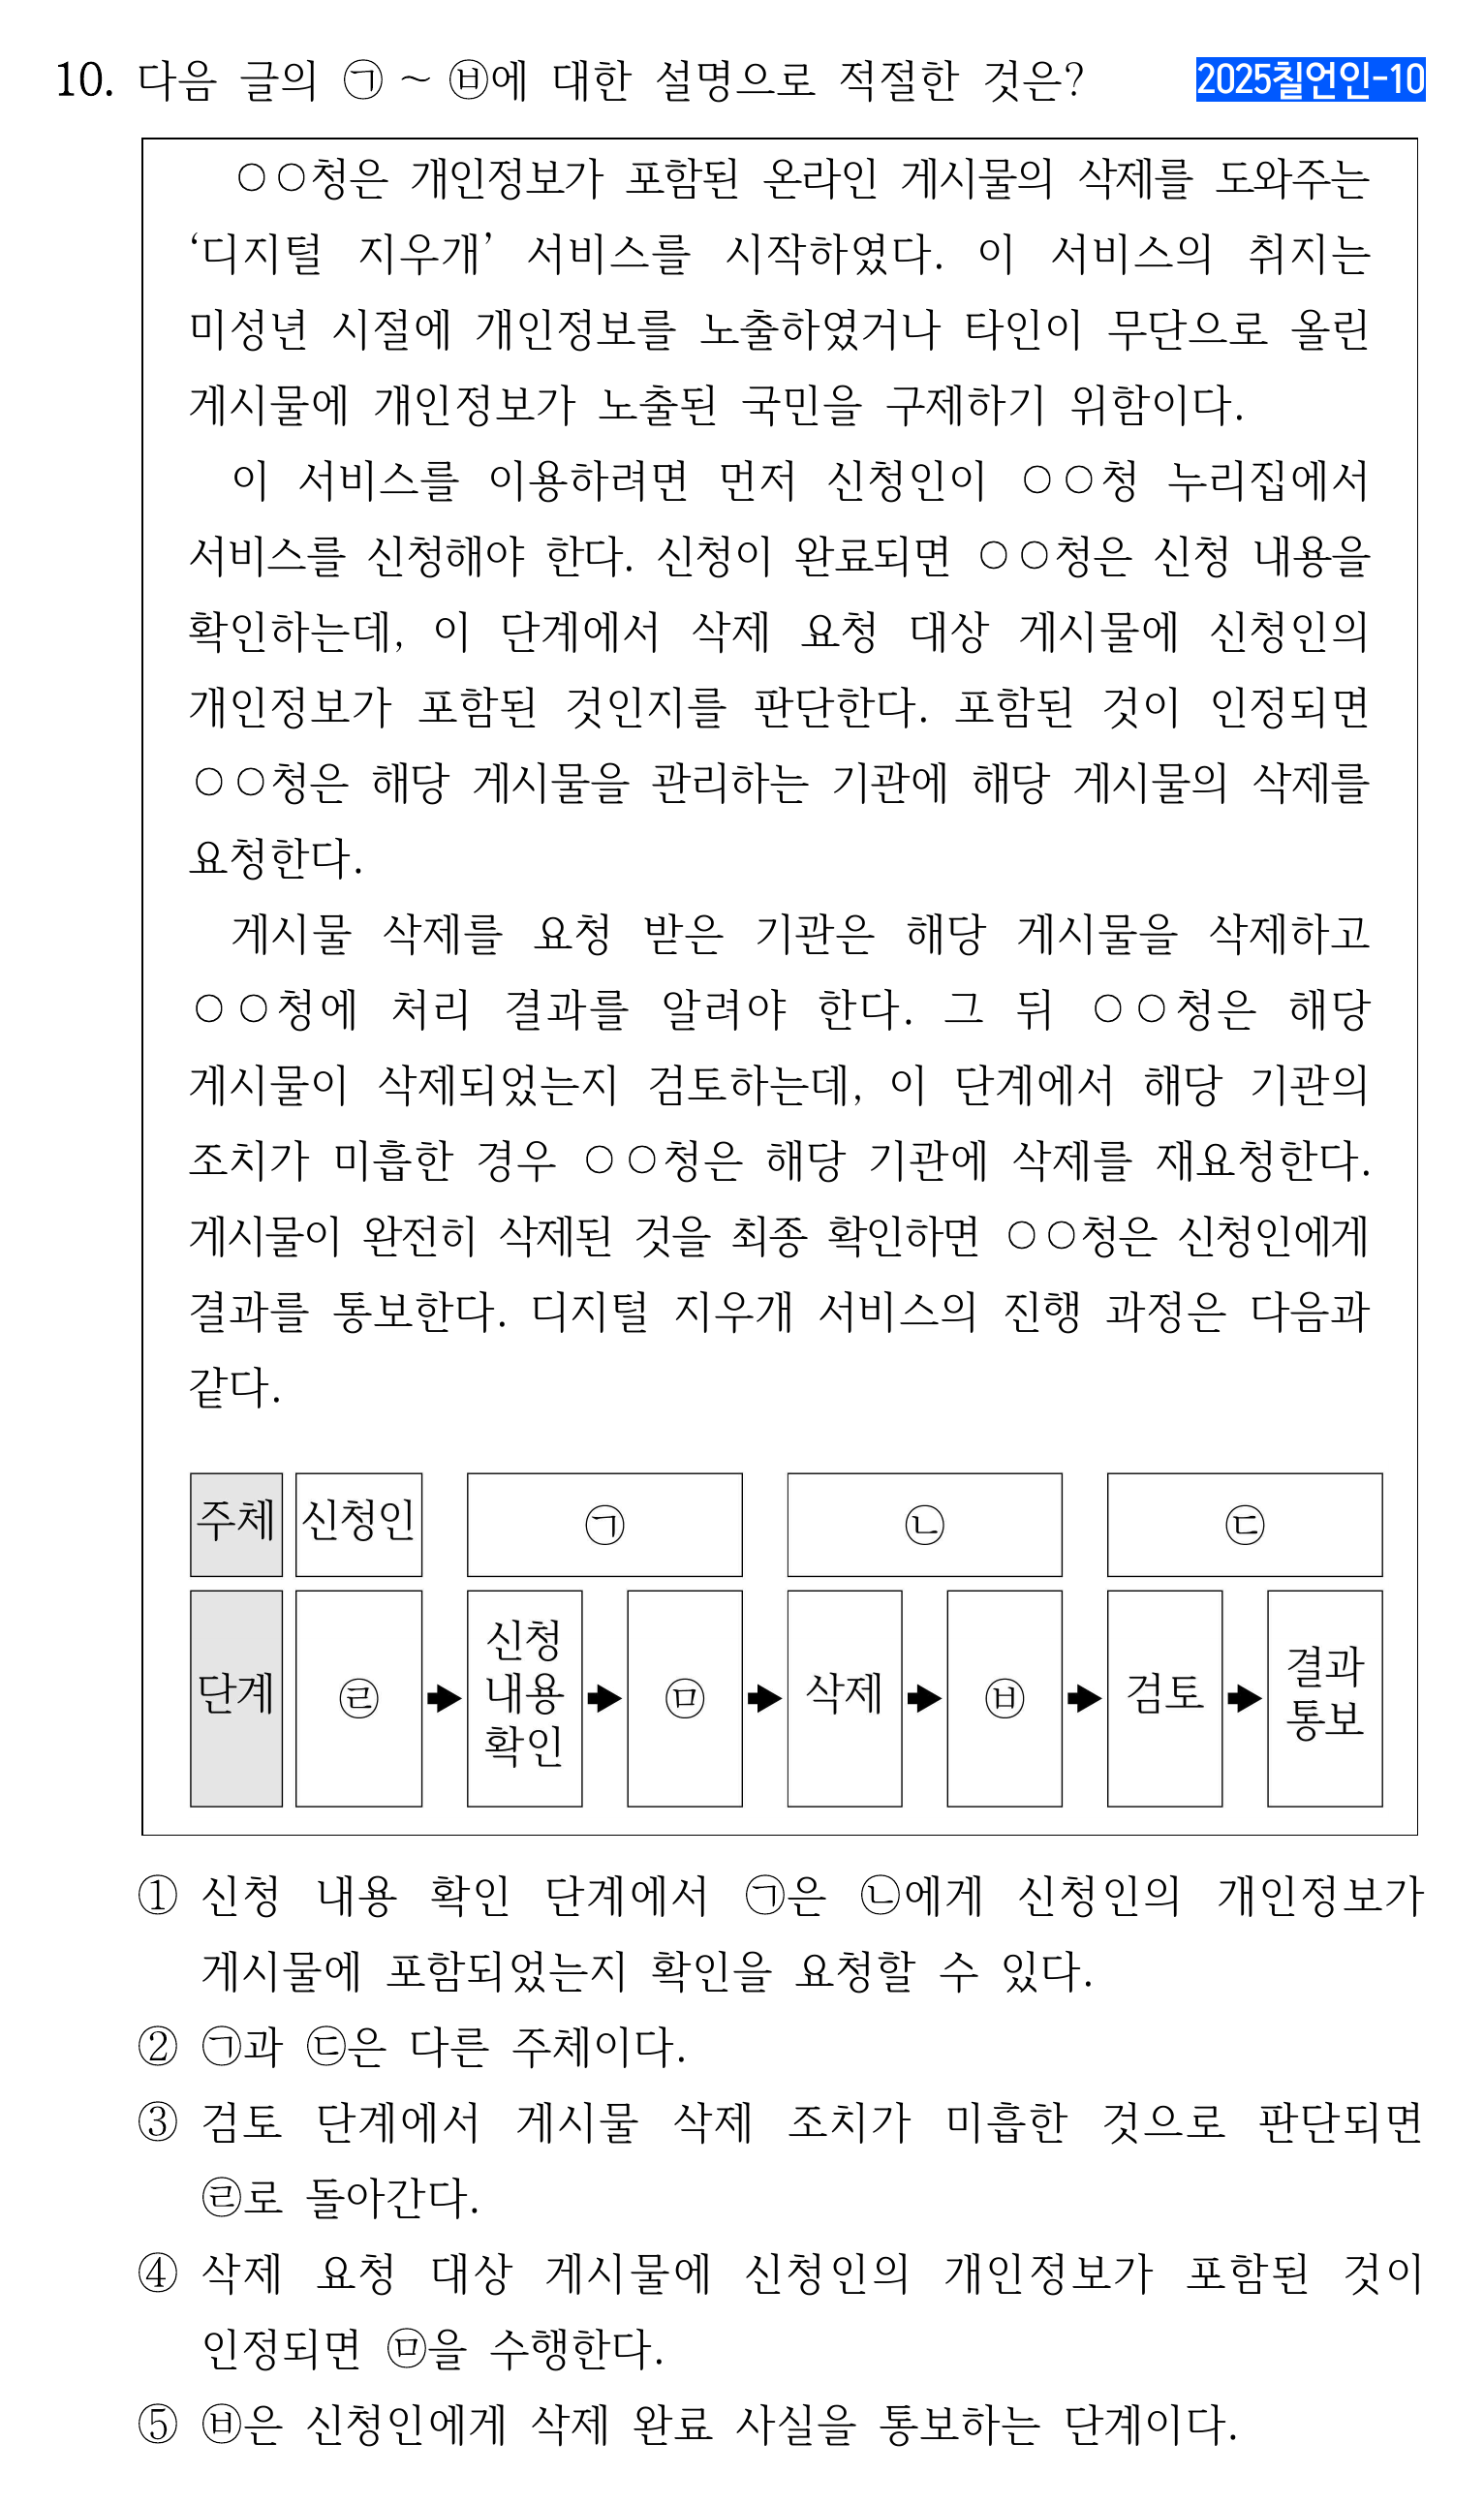 10. 다음 글의 ㉠ ~ ㉥에 대한 설명으로 적절한 것은?
2025칠언인-10
○○청은 개인정보가 포함된 온라인 게시물의 삭제를 도와주는
‘디지털 지우개’ 서비스를 시작하였다. 이 서비스의 취지는
미성년 시절에 개인정보를 노출하였거나 타인이 무단으로 올린
게시물에 개인정보가 노출된 국민을 구제하기 위함이다.
이 서비스를 이용하려면 먼저 신청인이 ○○청 누리집에서
서비스를 신청해야 한다. 신청이 완료되면 ○○청은 신청 내용을
확인하는데, 이 단계에서 삭제 요청 대상 게시물에 신청인의
개인정보가 포함된 것인지를 판단한다. 포함된 것이 인정되면
○○청은 해당 게시물을 관리하는 기관에 해당 게시물의 삭제를
요청한다.
게시물 삭제를 요청 받은 기관은 해당 게시물을 삭제하고
○○청에 처리 결과를 알려야 한다. 그 뒤 ○○청은 해당
게시물이 삭제되었는지 검토하는데, 이 단계에서 해당 기관의
조치가 미흡한 경우 ○○청은 해당 기관에 삭제를 재요청한다.
게시물이 완전히 삭제된 것을 최종 확인하면 ○○청은 신청인에게
결과를 통보한다. 디지털 지우개 서비스의 진행 과정은 다음과
같다.
주체 신청인 ㉠ ㉡ ㉢
단계 ㉣ 신청 내용 확인 ㉤ 삭제 ㉥ 검토 결과 통보
① 신청 내용 확인 단계에서 ㉠은 ㉡에게 신청인의 개인정보가
게시물에 포함되었는지 확인을 요청할 수 있다.
② ㉠과 ㉢은 다른 주체이다.
③ 검토 단계에서 게시물 삭제 조치가 미흡한 것으로 판단되면
㉣로 돌아간다.
④ 삭제 요청 대상 게시물에 신청인의 개인정보가 포함된 것이
인정되면 ㉤을 수행한다.
⑤ ㉥은 신청인에게 삭제 완료 사실을 통보하는 단계이다.